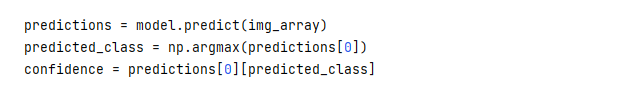 predictions = model.predict(img_array)
predicted_class = np.argmax(predictions[0])
confidence = predictions[0][predicted_class]